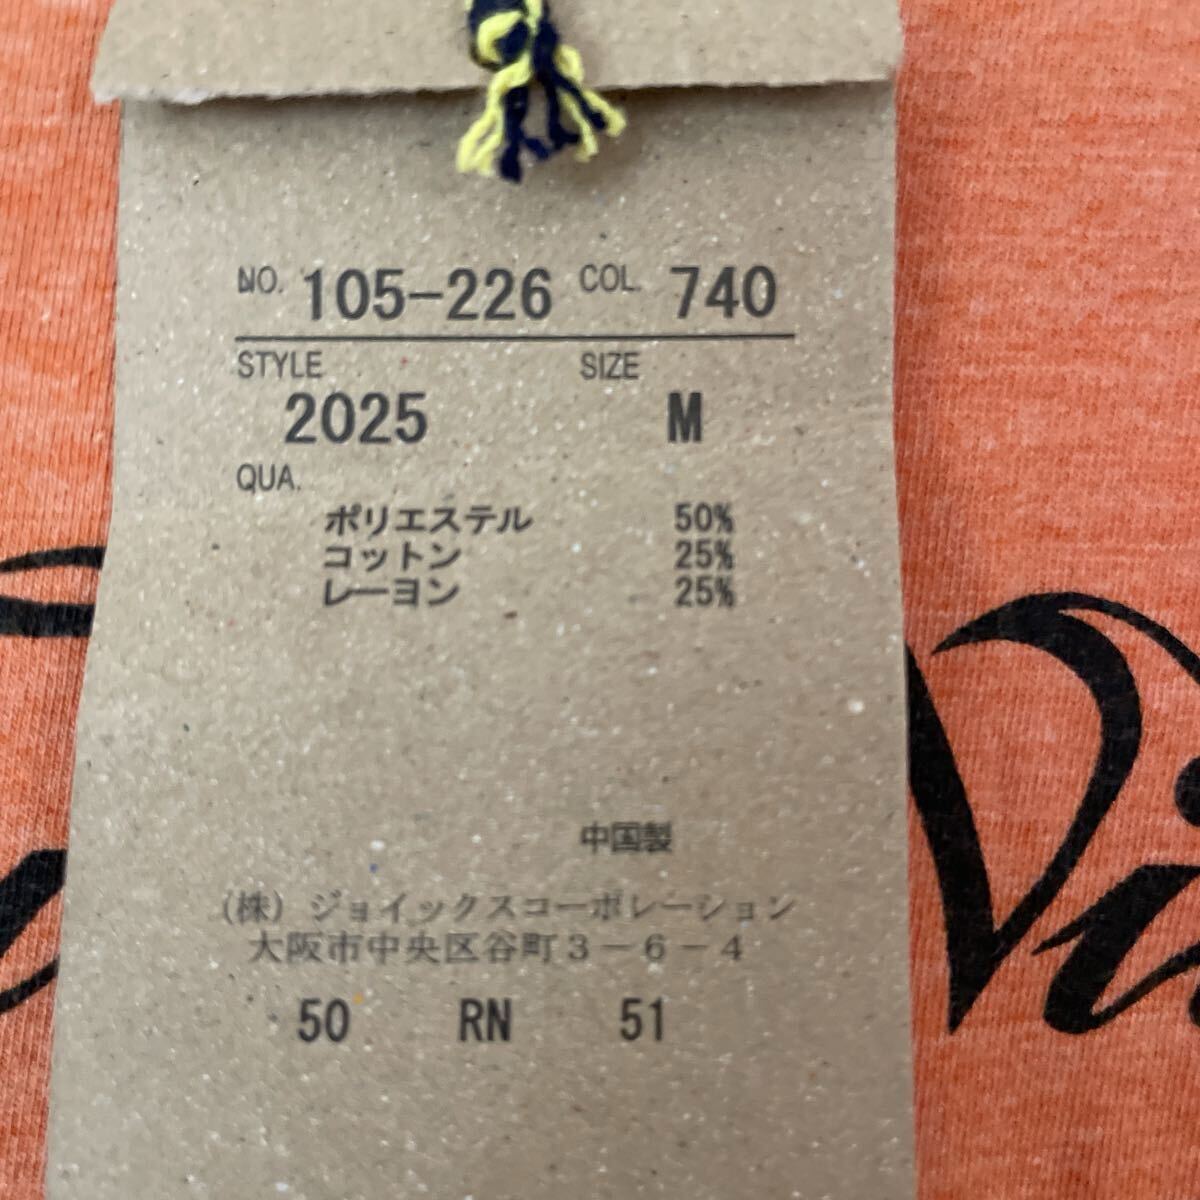 NO. 105-226 COL. 740
STYLE SIZE
2025 M
QUA.
ポリエステル 50%
コットン 25%
レーヨン 25%
中国製
(株) ジョイックスコーポレーション
大阪市中央区谷町3-6-4
50 RN 51